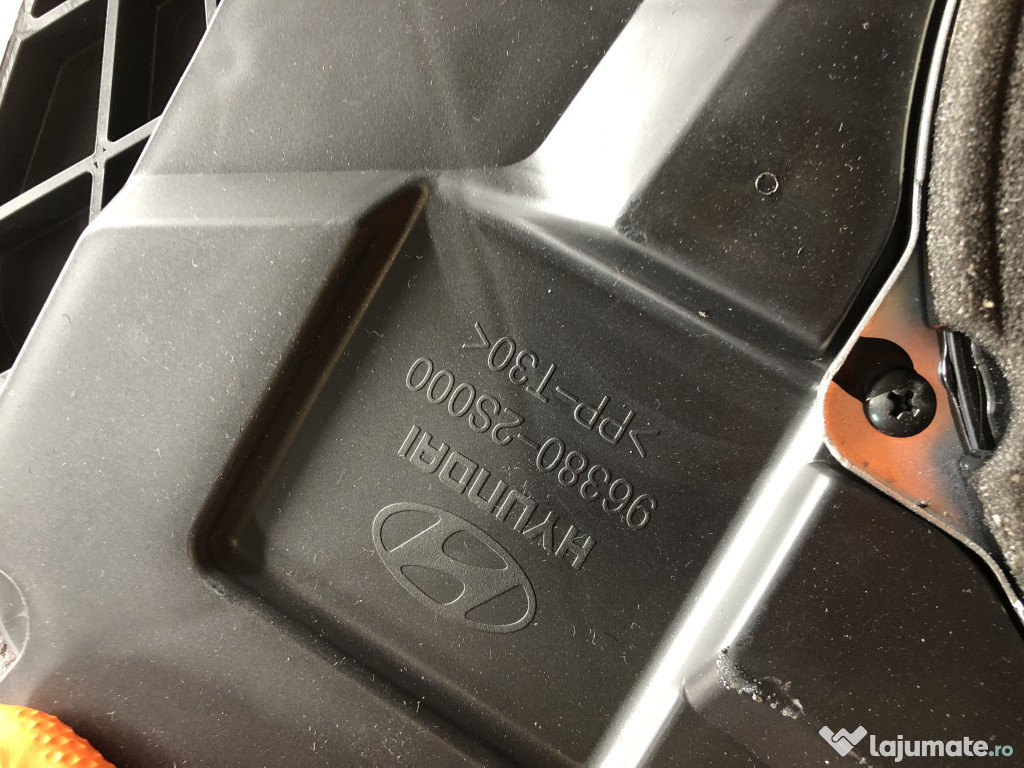 HYUNDAI
96380-2S000
>PP-T30<
lajumate.ro